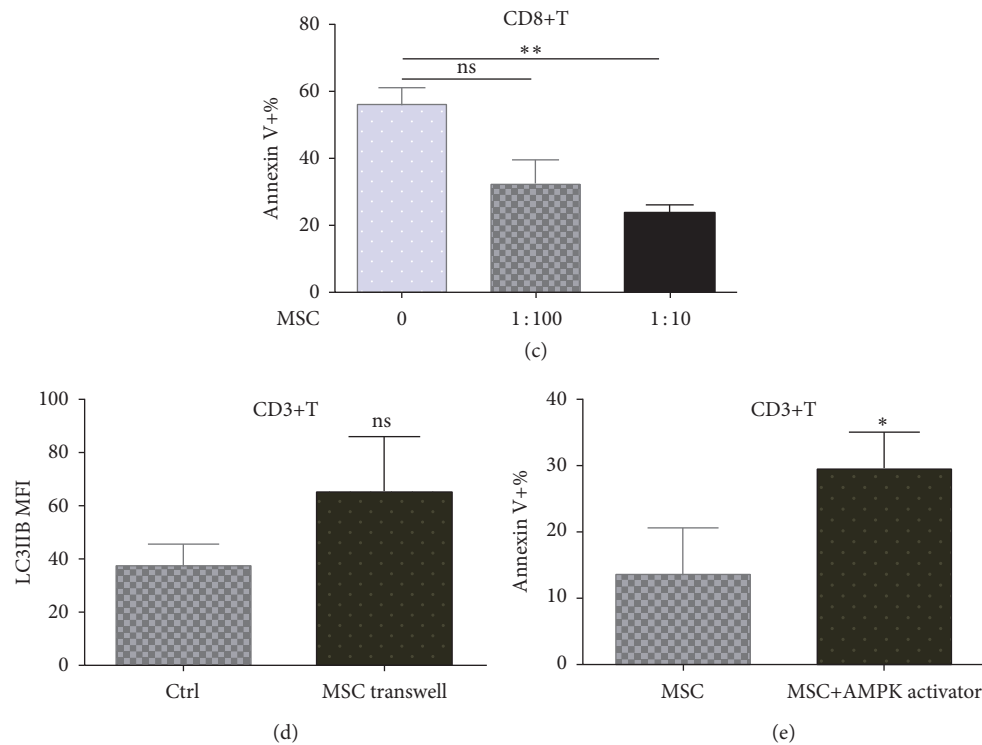 CD8+T
80
60
40
20
0
Annexin V+%
**
ns
MSC 0 1:100 1:10
(c)
CD3+T
100
80
60
40
20
0
LC3IIB MFI
ns
Ctrl MSC transwell
(d)
CD3+T
40
30
20
10
0
Annexin V+%
*
MSC MSC+AMPK activator
(e)